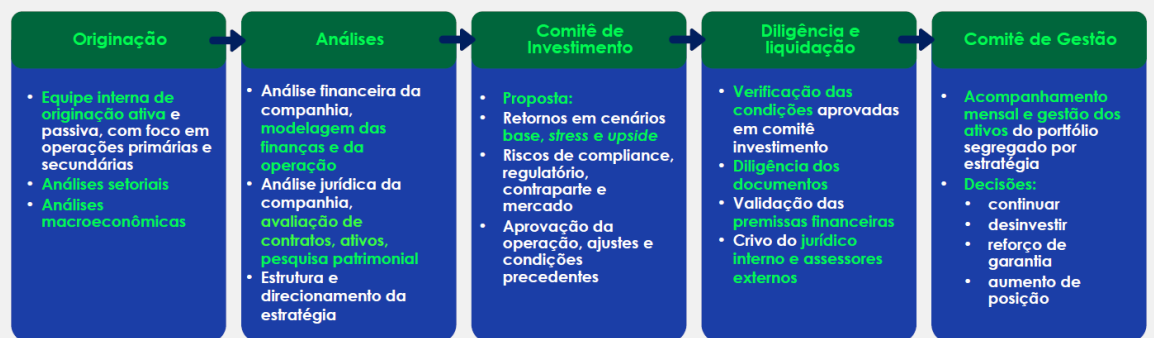 Originação
• Equipe interna de
originação ativa e
passiva, com foco em
operações primárias e
secundárias
• Análises setoriais
• Análises
macroeconômicas
Análises
• Análise financeira da
companhia,
modelagem das
finanças e da
operação
• Análise jurídica da
companhia,
avaliação de
contratos, ativos,
pesquisa patrimonial
• Estrutura e
direcionamento da
estratégia
Comitê de
Investimento
• Proposta:
• Retornos em cenários
base, stress e upside
• Riscos de compliance,
regulatório,
contraparte e
mercado
• Aprovação da
operação, ajustes e
condições
precedentes
Diligência e
liquidação
• Verificação das
condições aprovadas
em comitê
investimento
• Diligência dos
documentos
• Validação das
premissas financeiras
• Crivo do jurídico
interno e assessores
externos
Comitê de Gestão
• Acompanhamento
mensal e gestão dos
ativos do portfólio
segregado por
estratégia
• Decisões:
• continuar
• desinvestir
• reforço de
garantia
• aumento de
posição